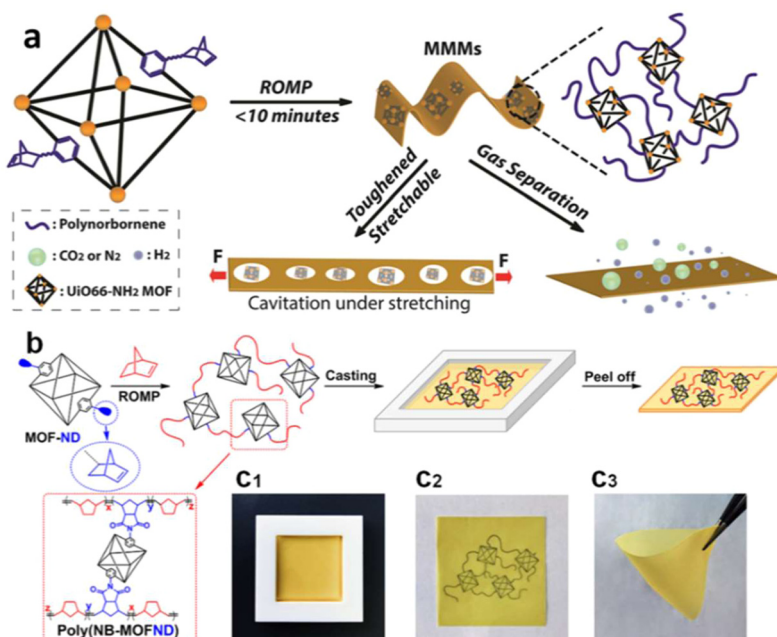 a
ROMP
<10 minutes
MMMs
Toughened
Stretchable
Gas Separation
: Polynorbornene
: CO2 or N2
: H2
: UiO66-NH2 MOF
F
F
Cavitation under stretching
b
MOF-ND
ROMP
Casting
Peel off
x
y
z
N
O
O
O
O
N
z
y
x
Poly(NB-MOFND)
C1
C2
C3